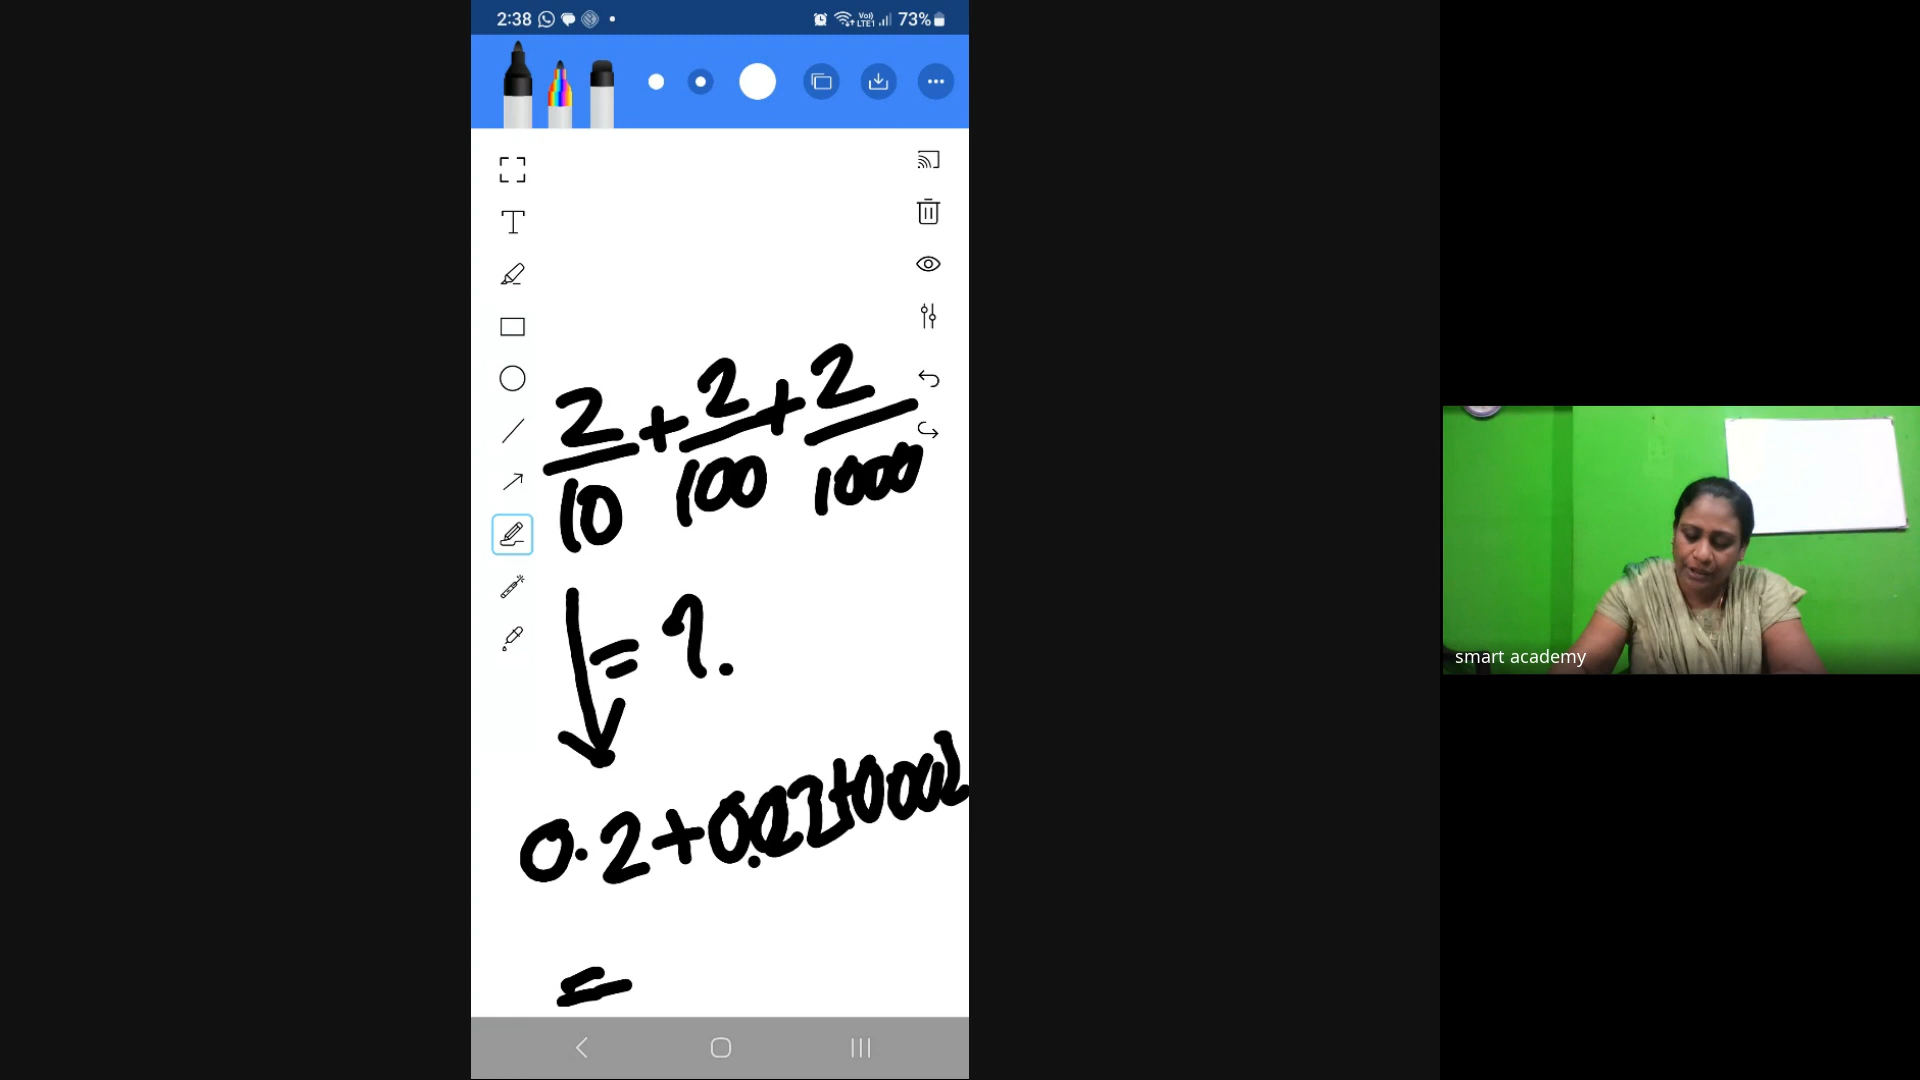 2:38 73%
2/10 + 2/100 + 2/1000
= ?
0.2+0.02+0.002
=
smart academy